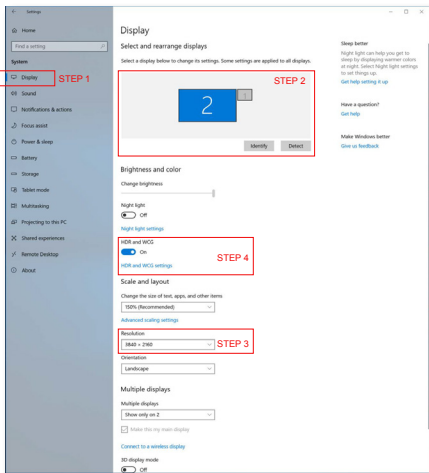 Settings
Home
Find a setting
System
Display
STEP 1
Sound
Notifications & actions
Focus assist
Power & sleep
Battery
Storage
Tablet mode
Multitasking
Projecting to this PC
Shared experiences
Remote Desktop
About
Display
Select and rearrange displays
Select a display below to change its settings. Some settings are applied to all displays.
STEP 2
2
1
Identify
Detect
Brightness and color
Change brightness
Night light
Off
Night light settings
HDR and WCG
On
STEP 4
HDR and WCG settings
Scale and layout
Change the size of text, apps, and other items
150% (Recommended)
Advanced scaling settings
Resolution
3840 × 2160
STEP 3
Orientation
Landscape
Multiple displays
Multiple displays
Show only on 2
Make this my main display
Connect to a wireless display
3D display mode
Off
Sleep better
Night light can help you get to
sleep by displaying warmer colors
at night. Select Night light settings
to set things up.
Get help setting it up
Have a question?
Get help
Make Windows better
Give us feedback